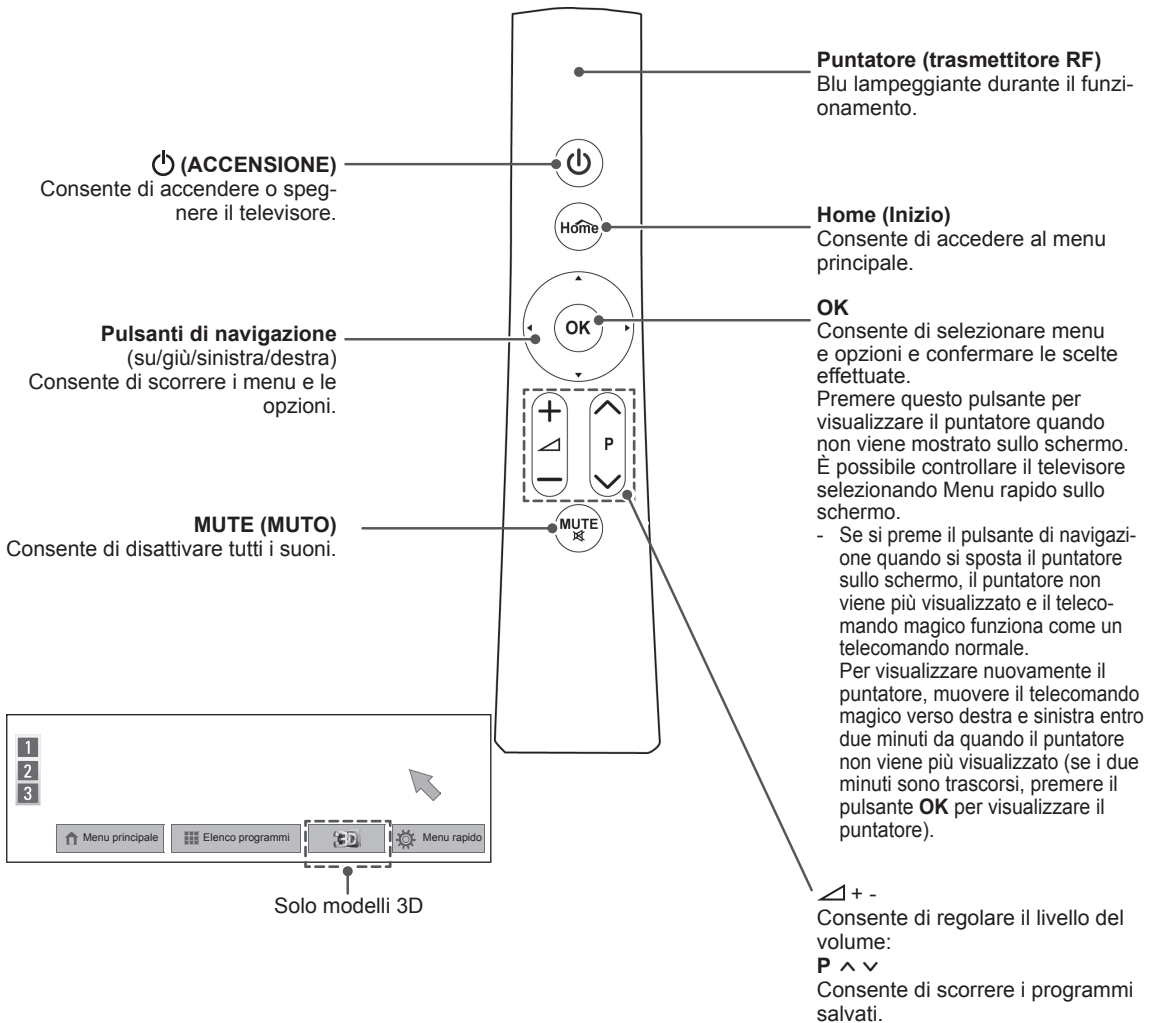 Puntatore (trasmettitore RF)
Blu lampeggiante durante il funzi-
onamento.
(ACCENSIONE)
Consente di accendere o speg-
nere il televisore.
Home
Home (Inizio)
Consente di accedere al menu
principale.
Pulsanti di navigazione
(su/giù/sinistra/destra)
Consente di scorrere i menu e le
opzioni.
OK
OK
Consente di selezionare menu
e opzioni e confermare le scelte
effettuate.
Premere questo pulsante per
visualizzare il puntatore quando
non viene mostrato sullo schermo.
È possibile controllare il televisore
selezionando Menu rapido sullo
schermo.
- Se si preme il pulsante di navigazi-
one quando si sposta il puntatore
sullo schermo, il puntatore non
viene più visualizzato e il teleco-
mando magico funziona come un
telecomando normale.
Per visualizzare nuovamente il
puntatore, muovere il telecomando
magico verso destra e sinistra entro
due minuti da quando il puntatore
non viene più visualizzato (se i due
minuti sono trascorsi, premere il
pulsante OK per visualizzare il
puntatore).
+
P
−
MUTE (MUTO)
Consente di disattivare tutti i suoni.
MUTE
1
2
3
Menu principale
Elenco programmi
3D
Menu rapido
Solo modelli 3D
+ -
Consente di regolare il livello del
volume:
P
Consente di scorrere i programmi
salvati.